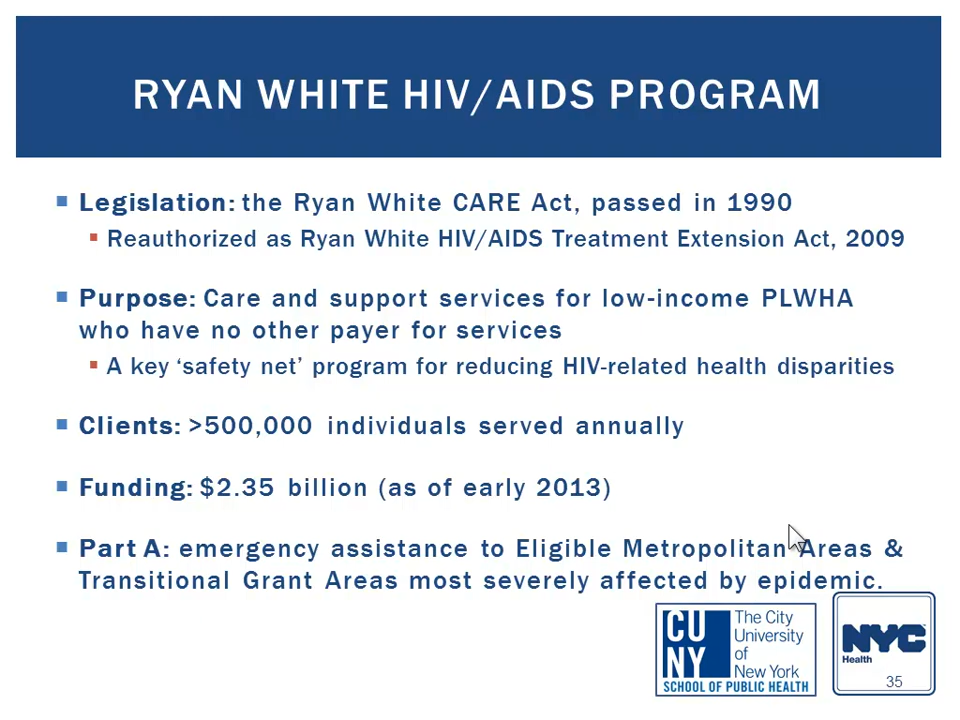 RYAN WHITE HIV/AIDS PROGRAM
Legislation: the Ryan White CARE Act, passed in 1990
Reauthorized as Ryan White HIV/AIDS Treatment Extension Act, 2009
Purpose: Care and support services for low-income PLWHA
who have no other payer for services
A key ‘safety net’ program for reducing HIV-related health disparities
Clients: >500,000 individuals served annually
Funding: $2.35 billion (as of early 2013)
Part A: emergency assistance to Eligible Metropolitan Areas &
Transitional Grant Areas most severely affected by epidemic.
CU
NY
The City
University
of
New York
SCHOOL OF PUBLIC HEALTH
NYC
Health
35